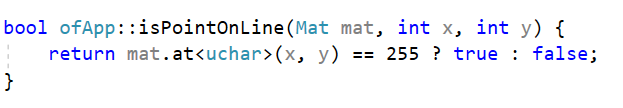 bool ofApp::isPointOnLine(Mat mat, int x, int y) {
    return mat.at<uchar>(x, y) == 255 ? true : false;
}